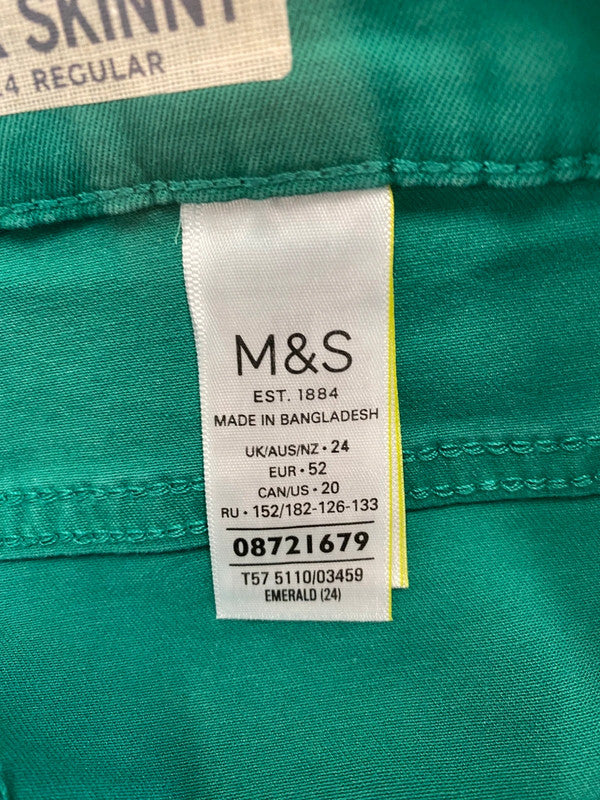 SKINNY
4 REGULAR
M&S
EST. 1884
MADE IN BANGLADESH
UK/AUS/NZ • 24
EUR • 52
CAN/US • 20
RU • 152/182-126-133
08721679
T57 5110/03459
EMERALD (24)